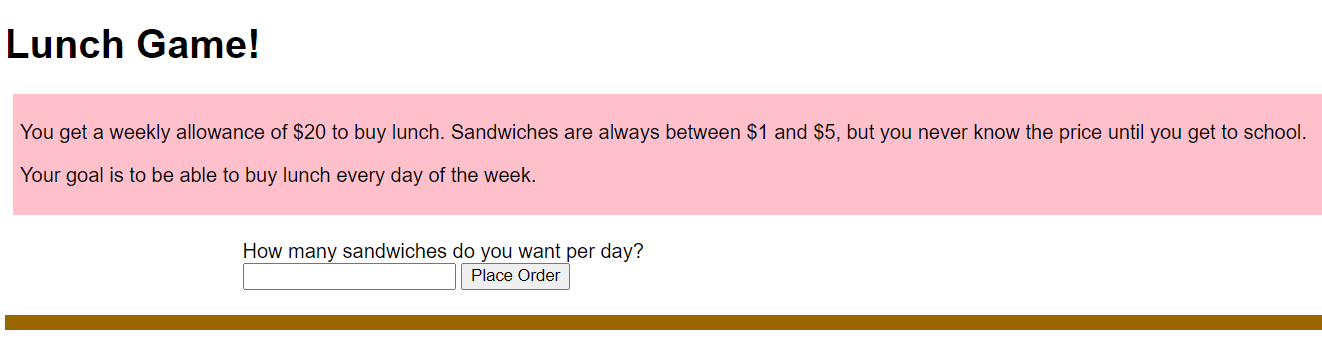 Lunch Game!
You get a weekly allowance of $20 to buy lunch. Sandwiches are always between $1 and $5, but you never know the price until you get to school.
Your goal is to be able to buy lunch every day of the week.
How many sandwiches do you want per day?
Place Order